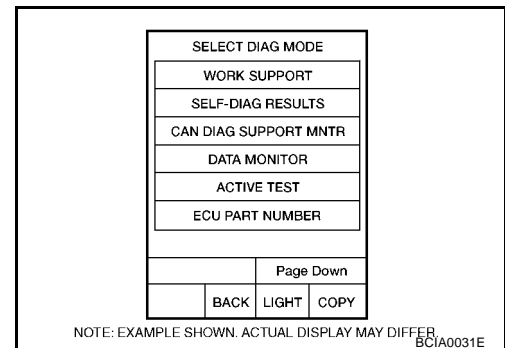 SELECT DIAG MODE
WORK SUPPORT
SELF-DIAG RESULTS
CAN DIAG SUPPORT MNTR
DATA MONITOR
ACTIVE TEST
ECU PART NUMBER
Page Down
BACK LIGHT COPY
NOTE: EXAMPLE SHOWN. ACTUAL DISPLAY MAY DIFFER.
BCIA0031E